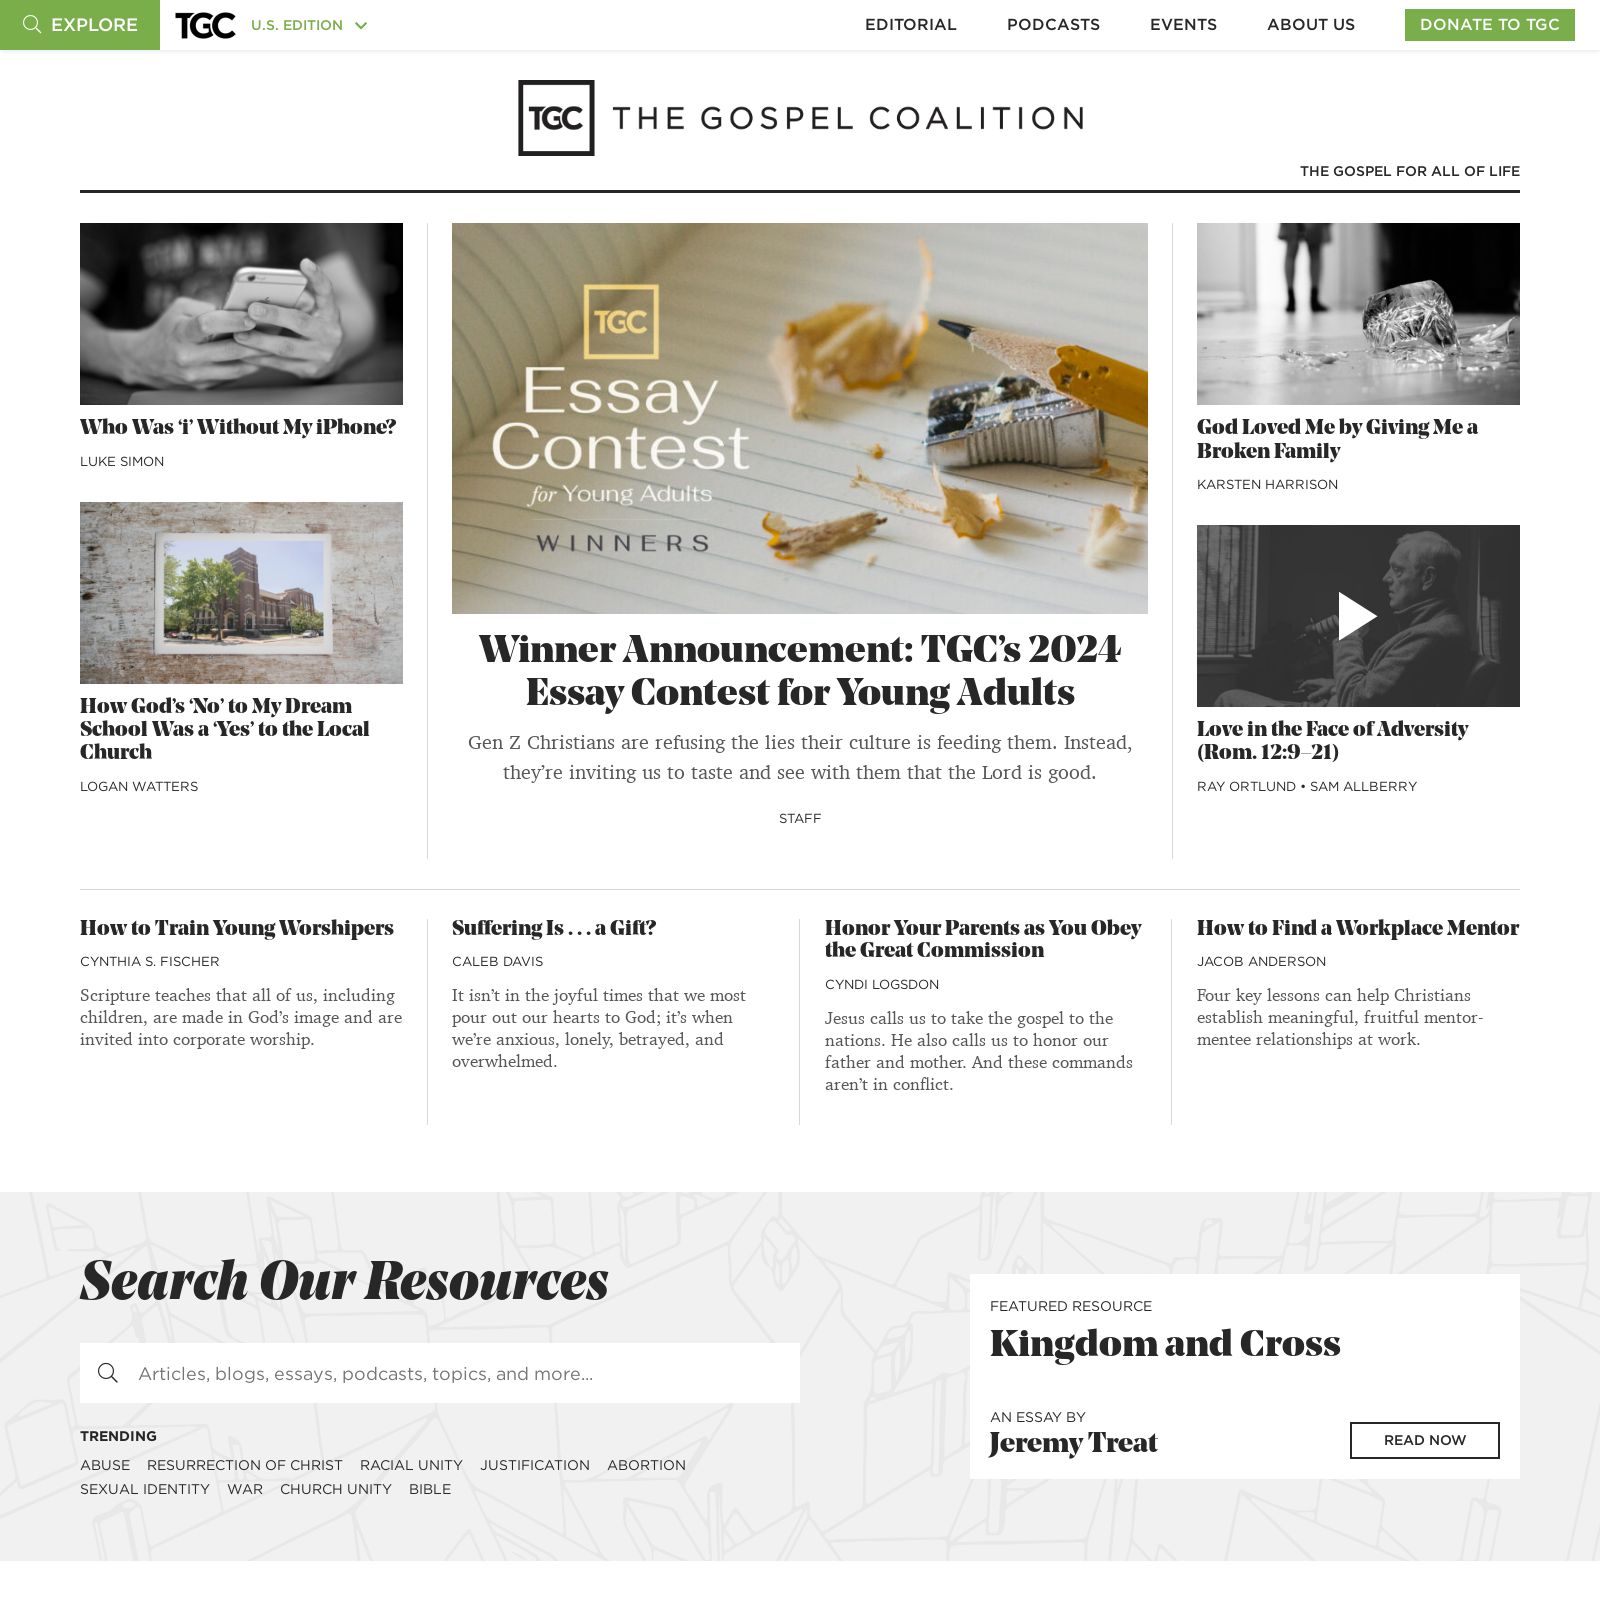 EXPLORE
TGC
U.S. EDITION
EDITORIAL
PODCASTS
EVENTS
ABOUT US
DONATE TO TGC
TGC THE GOSPEL COALITION
THE GOSPEL FOR ALL OF LIFE
Who Was ‘i’ Without My iPhone?
LUKE SIMON
How God’s ‘No’ to My Dream
School Was a ‘Yes’ to the Local
Church
LOGAN WATTERS
TGC
Essay
Contest
for Young Adults
WINNERS
Winner Announcement: TGC’s 2024
Essay Contest for Young Adults
Gen Z Christians are refusing the lies their culture is feeding them. Instead,
they’re inviting us to taste and see with them that the Lord is good.
STAFF
God Loved Me by Giving Me a
Broken Family
KARSTEN HARRISON
Love in the Face of Adversity
(Rom. 12:9–21)
RAY ORTLUND • SAM ALLBERRY
How to Train Young Worshipers
CYNTHIA S. FISCHER
Scripture teaches that all of us, including
children, are made in God’s image and are
invited into corporate worship.
Suffering Is . . . a Gift?
CALEB DAVIS
It isn’t in the joyful times that we most
pour out our hearts to God; it’s when
we’re anxious, lonely, betrayed, and
overwhelmed.
Honor Your Parents as You Obey
the Great Commission
CYNDI LOGSDON
Jesus calls us to take the gospel to the
nations. He also calls us to honor our
father and mother. And these commands
aren’t in conflict.
How to Find a Workplace Mentor
JACOB ANDERSON
Four key lessons can help Christians
establish meaningful, fruitful mentor-
mentee relationships at work.
Search Our Resources
Articles, blogs, essays, podcasts, topics, and more...
TRENDING
ABUSE RESURRECTION OF CHRIST RACIAL UNITY JUSTIFICATION ABORTION
SEXUAL IDENTITY WAR CHURCH UNITY BIBLE
FEATURED RESOURCE
Kingdom and Cross
AN ESSAY BY
Jeremy Treat
READ NOW